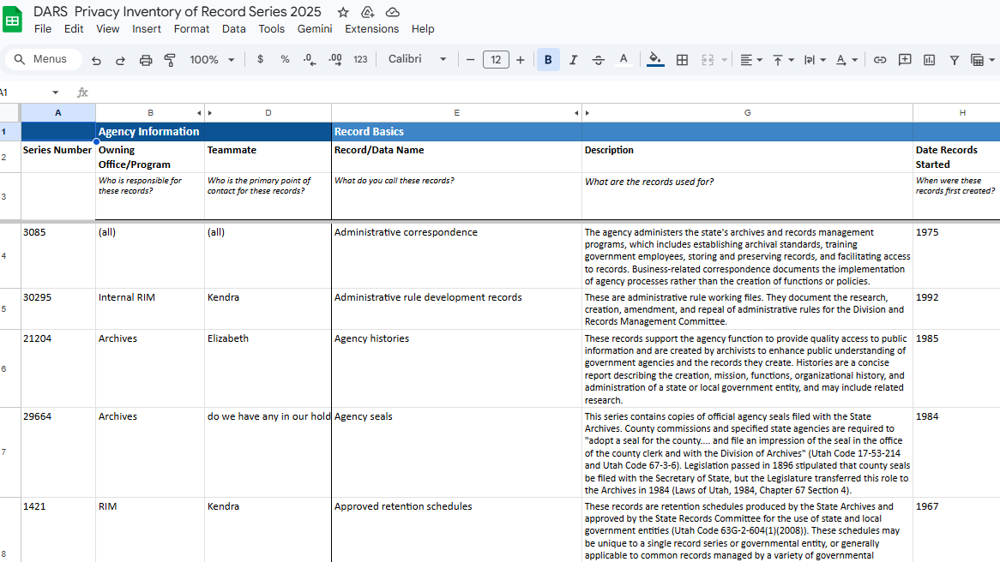 DARS Privacy Inventory of Record Series 2025
File Edit View Insert Format Data Tools Gemini Extensions Help
Menus 100% $ % .0 .00 123 Calibri 12 B I S A
A1 fx
A B D E G H
1 Agency Information Record Basics
2 Series Number Owning Office/Program Teammate Record/Data Name Description Date Records Started
3 Who is responsible for these records? Who is the primary point of contact for these records? What do you call these records? What are the records used for? When were these records first created?
4 3085 (all) (all) Administrative correspondence
The agency administers the state's archives and records management
programs, which includes establishing archival standards, training
government employees, storing and preserving records, and facilitating access
to records. Business-related correspondence documents the implementation
of agency processes rather than the creation of functions or policies.
1975
5 30295 Internal RIM Kendra Administrative rule development records
These are administrative rule working files. They document the research,
creation, amendment, and repeal of administrative rules for the Division and
Records Management Committee.
1992
6 21204 Archives Elizabeth Agency histories
These records support the agency function to provide quality access to public
information and are created by archivists to enhance public understanding of
government agencies and the records they create. Histories are a concise
report describing the creation, mission, functions, organizational history, and
administration of a state or local government entity, and may include related
research.
1985
7 29664 Archives do we have any in our hold Agency seals
This series contains copies of official agency seals filed with the State
Archives. County commissions and specified state agencies are required to
"adopt a seal for the county.... and file an impression of the seal in the office
of the county clerk and with the Division of Archives" (Utah Code 17-53-214
and Utah Code 67-3-6). Legislation passed in 1896 stipulated that county seals
be filed with the Secretary of State, but the Legislature transferred this role to
the Archives in 1984 (Laws of Utah, 1984, Chapter 67 Section 4).
1984
8 1421 RIM Kendra Approved retention schedules
These records are retention schedules produced by the State Archives and
approved by the State Records Committee for the use of state and local
government entities (Utah Code 63G-2-604(1)(2008)). These schedules may
be unique to a single record series or governmental entity, or generally
applicable to common records managed by a variety of governmental
1967